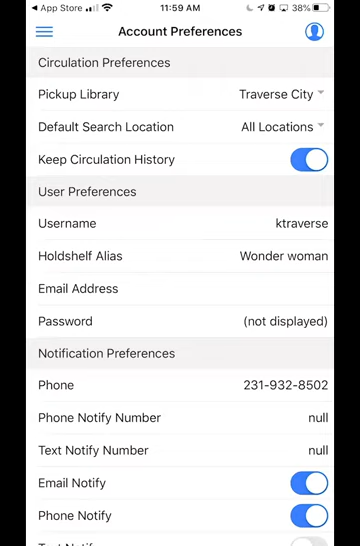 App Store 11:59 AM 38%
Account Preferences
Circulation Preferences
Pickup Library Traverse City
Default Search Location All Locations
Keep Circulation History
User Preferences
Username ktraverse
Holdshelf Alias Wonder woman
Email Address
Password (not displayed)
Notification Preferences
Phone 231-932-8502
Phone Notify Number null
Text Notify Number null
Email Notify
Phone Notify
Text Notify